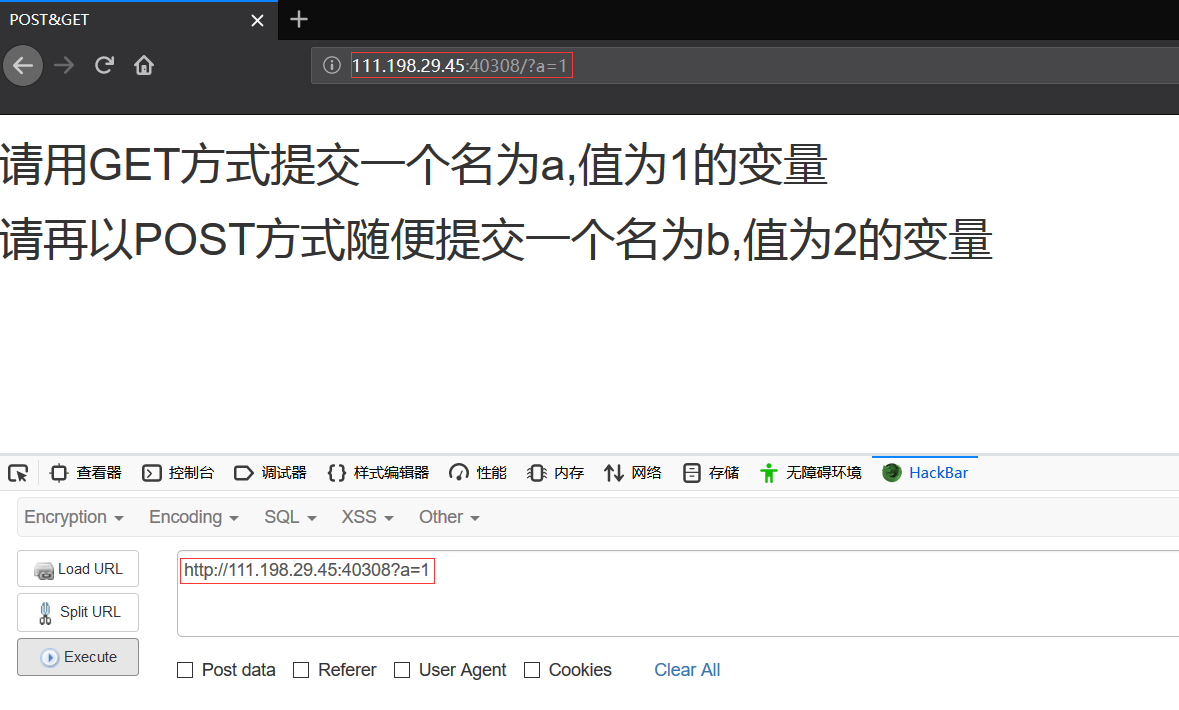 POST&GET
111.198.29.45:40308/?a=1
请用GET方式提交一个名为a,值为1的变量
请再以POST方式随便提交一个名为b,值为2的变量
查看器 控制台 调试器 样式编辑器 性能 内存 网络 存储 无障碍环境 HackBar
Encryption Encoding SQL XSS Other
Load URL
http://111.198.29.45:40308?a=1
Split URL
Execute
Post data Referer User Agent Cookies Clear All